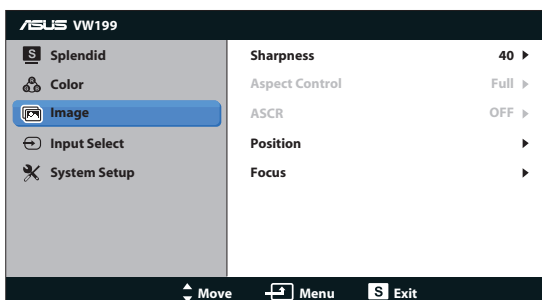 ASUS VW199
S Splendid
Color
Image
Input Select
System Setup
Sharpness 40
Aspect Control Full
ASCR OFF
Position
Focus
Move Menu S Exit